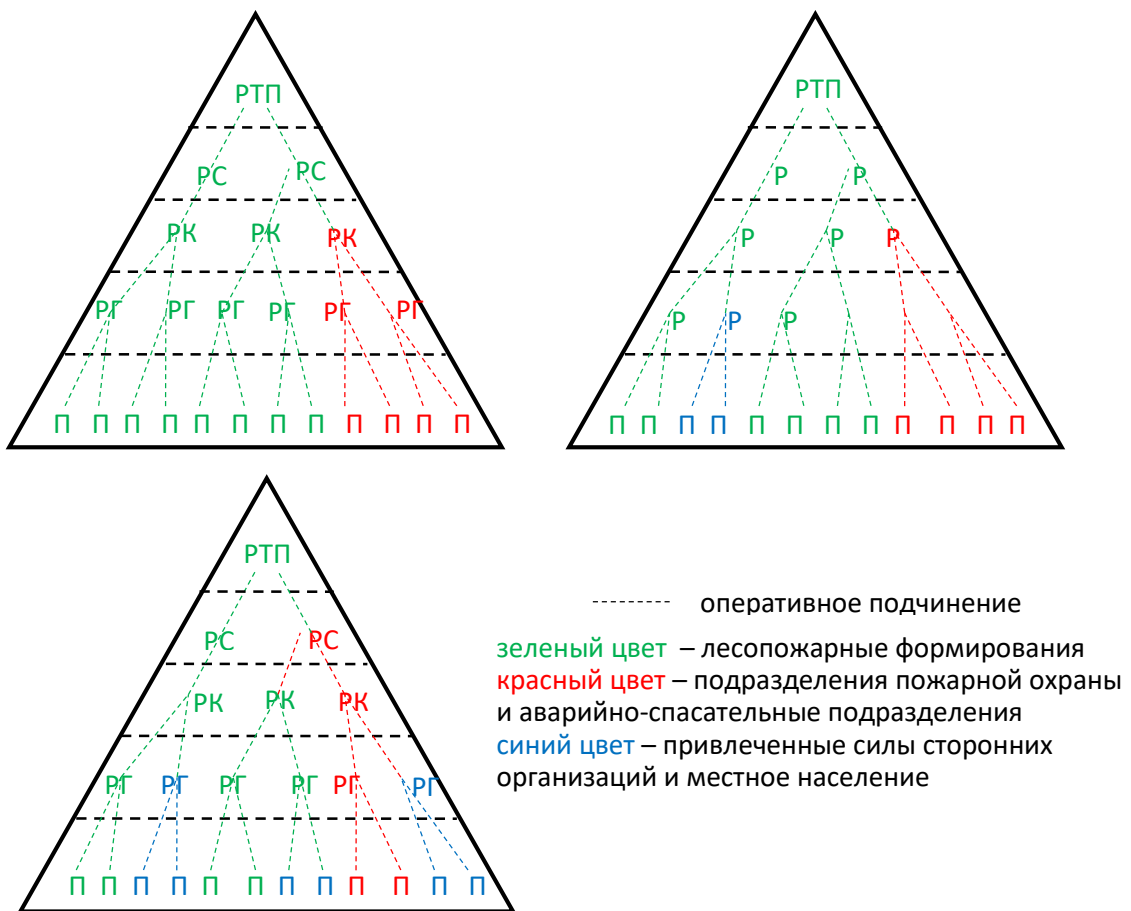 РТП
РС РС
РК РК РК
РГ РГ РГ РГ РГ РГ
П П П П П П П П П П П П
РТП
Р Р
Р Р Р
Р Р Р
П П П П П П П П П П П П
РТП
РС РС
РК РК РК
РГ РГ РГ РГ РГ РГ
П П П П П П П П П П П П
оперативное подчинение
зеленый цвет – лесопожарные формирования
красный цвет – подразделения пожарной охраны
и аварийно-спасательные подразделения
синий цвет – привлеченные силы сторонних
организаций и местное население